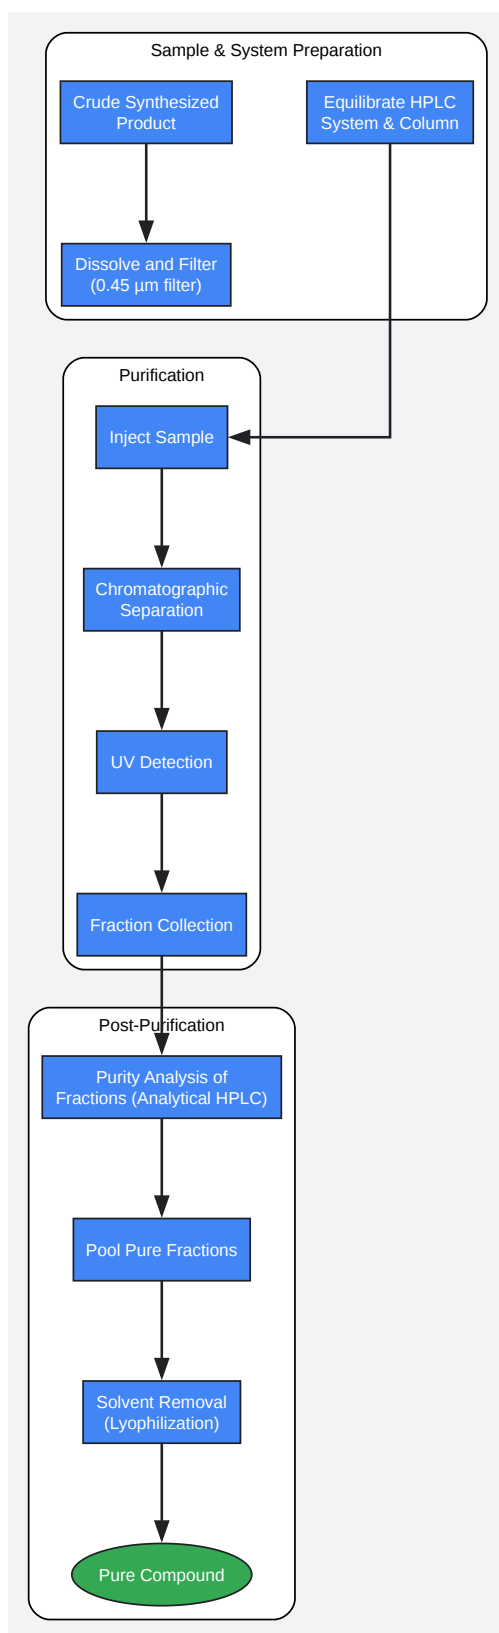 Sample & System Preparation
Crude Synthesized
Product
Equilibrate HPLC
System & Column
Dissolve and Filter
(0.45 µm filter)
Purification
Inject Sample
Chromatographic
Separation
UV Detection
Fraction Collection
Post-Purification
Purity Analysis of
Fractions (Analytical HPLC)
Pool Pure Fractions
Solvent Removal
(Lyophilization)
Pure Compound